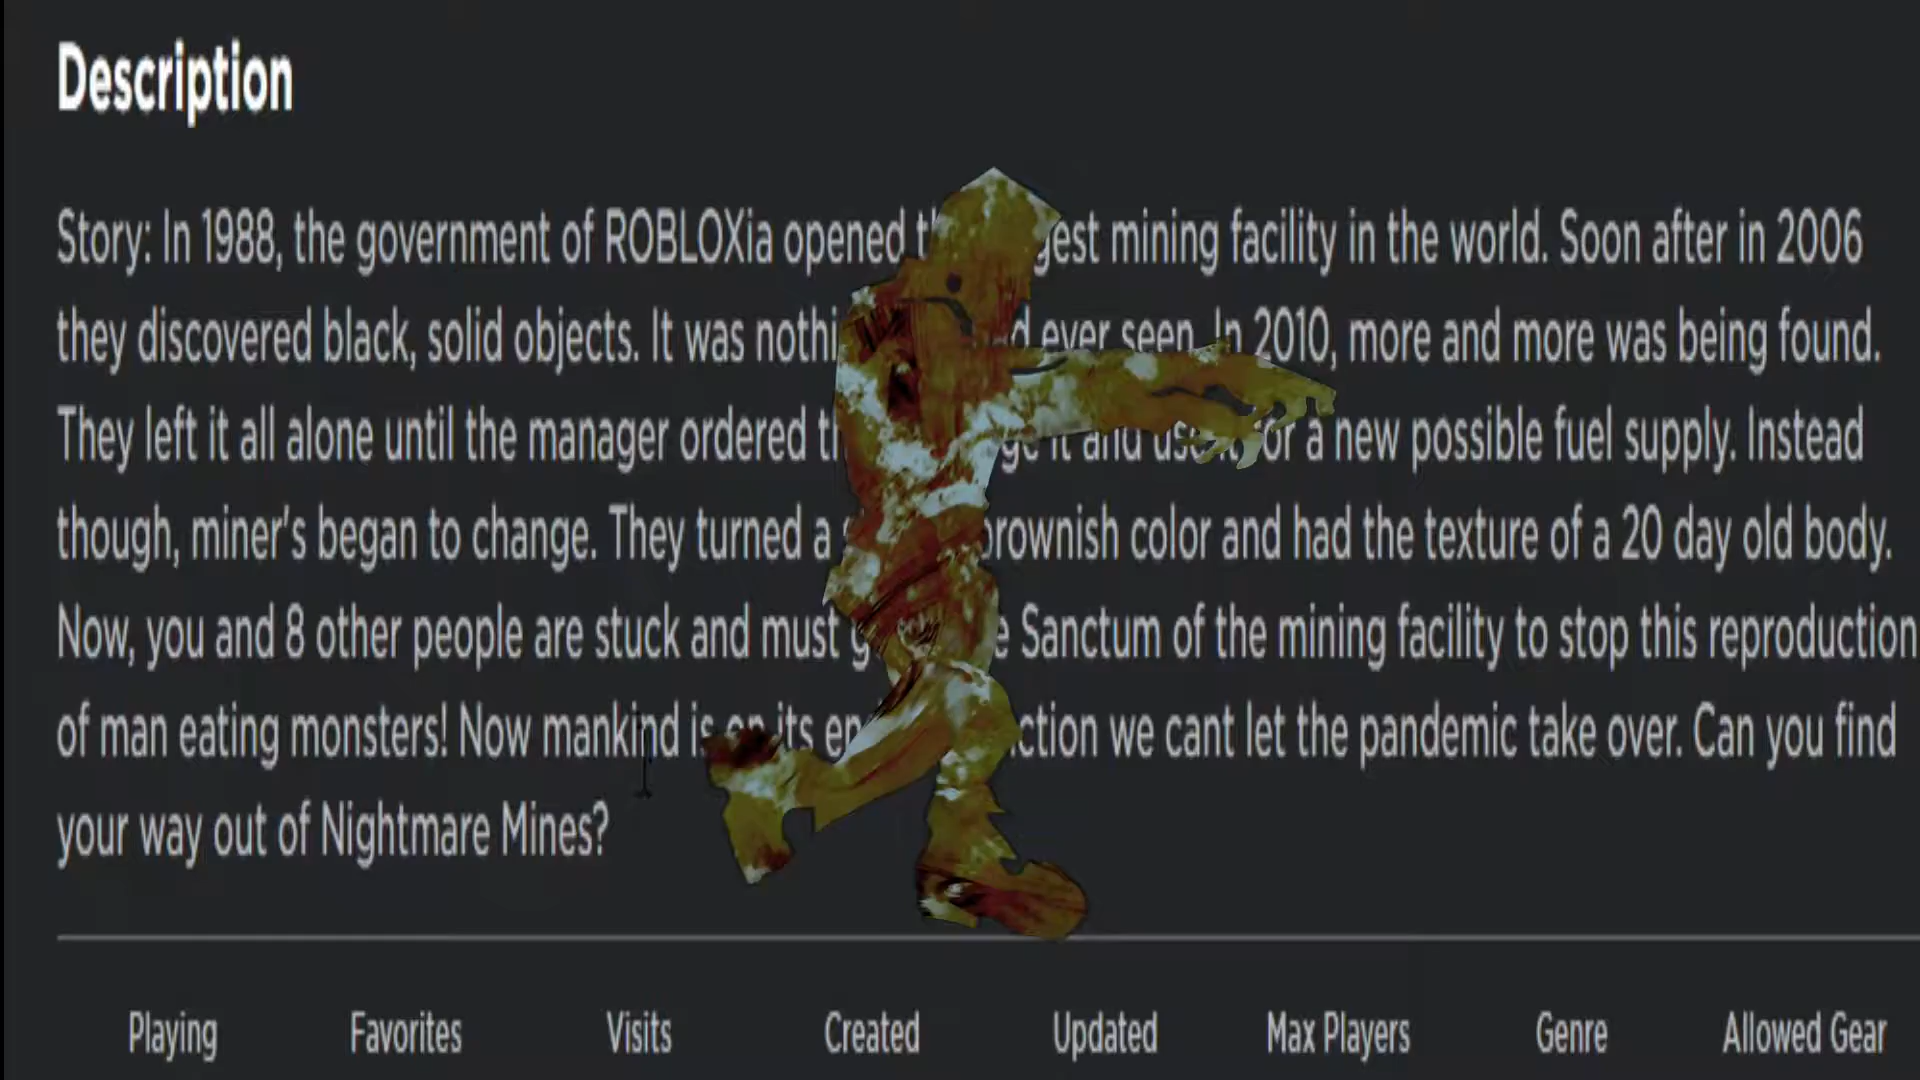 Description
Story: In 1988, the government of ROBLOXia opened mining facility in the world. Soon after in 2006
they discovered black, solid objects. It was ever seen. In 2010, more and more was being found.
They left it all alone until the manager ordered it and use for a new possible fuel supply. Instead
though, miner's began to change. They turned a brownish color and had the texture of a 20 day old body.
Now, you and 8 other people are stuck and must Sanctum of the mining facility to stop this reproduction
of man eating monsters! Now mankind is on its we cant let the pandemic take over. Can you find
your way out of Nightmare Mines?
Playing Favorites Visits Created Updated Max Players Genre Allowed Gear